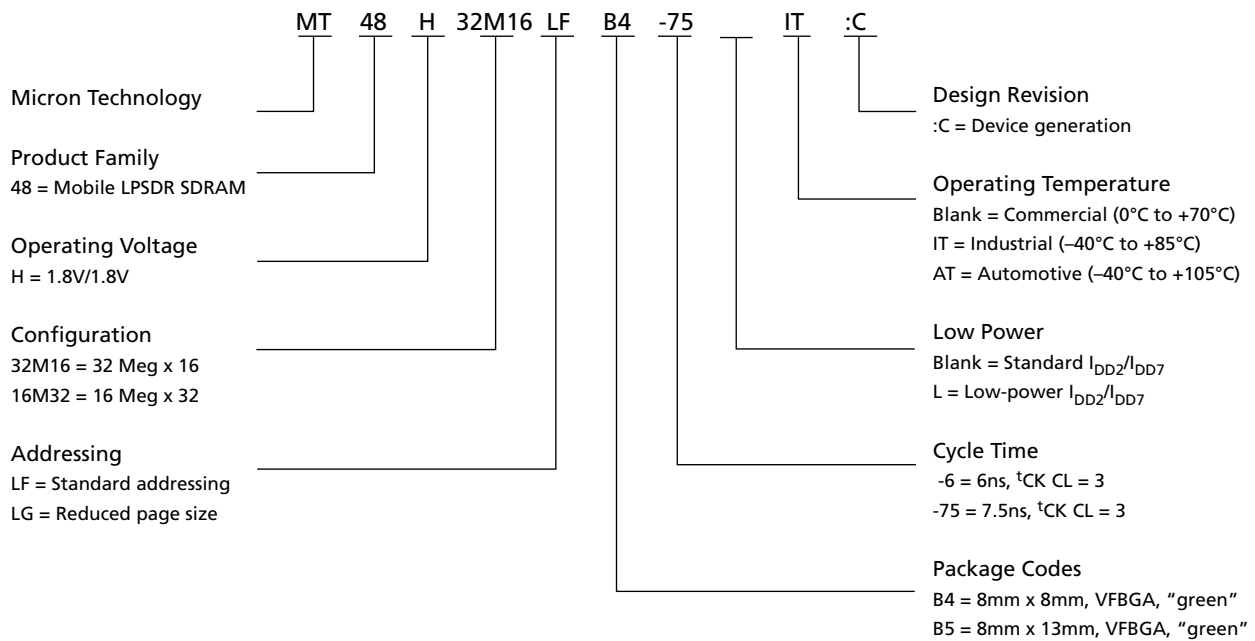 MT 48 H 32M16 LF B4 -75 __ IT :C
Micron Technology
Product Family
48 = Mobile LPSDR SDRAM
Operating Voltage
H = 1.8V/1.8V
Configuration
32M16 = 32 Meg x 16
16M32 = 16 Meg x 32
Addressing
LF = Standard addressing
LG = Reduced page size
Design Revision
:C = Device generation
Operating Temperature
Blank = Commercial (0°C to +70°C)
IT = Industrial (–40°C to +85°C)
AT = Automotive (–40°C to +105°C)
Low Power
Blank = Standard IDD2/IDD7
L = Low-power IDD2/IDD7
Cycle Time
-6 = 6ns, tCK CL = 3
-75 = 7.5ns, tCK CL = 3
Package Codes
B4 = 8mm x 8mm, VFBGA, “green”
B5 = 8mm x 13mm, VFBGA, “green”